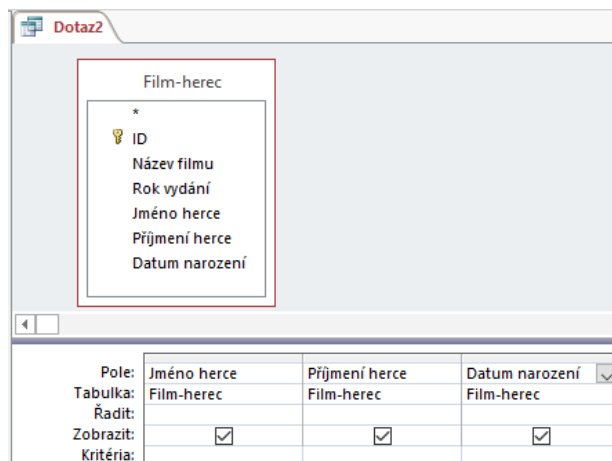 Dotaz2
Film-herec
*
ID
Název filmu
Rok vydání
Jméno herce
Příjmení herce
Datum narození
Pole: Jméno herce Příjmení herce Datum narození
Tabulka: Film-herec Film-herec Film-herec
Řadit:
Zobrazit:
Kritéria: